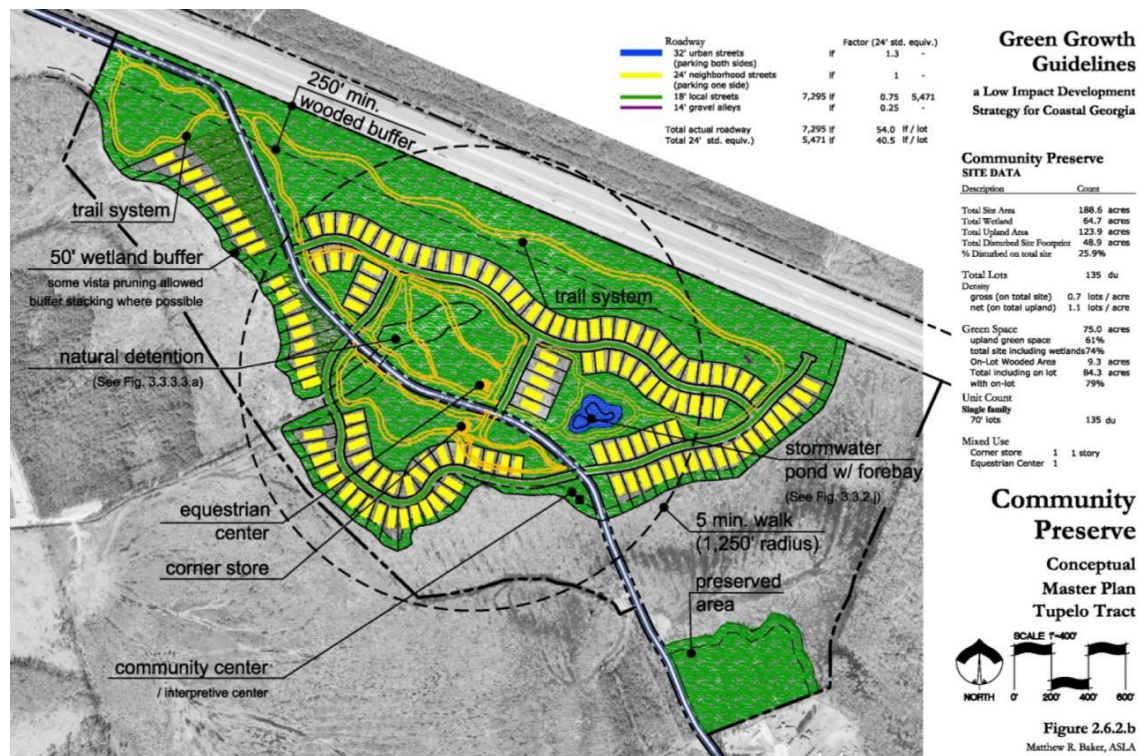 Roadway Factor (24' std. equiv.)
32' urban streets lf 1.3 -
(parking both sides)
24' neighborhood streets lf 1 -
(parking one side)
18' local streets 7,295 lf 0.75 5,471
14' gravel alleys lf 0.25 -
Total actual roadway 7,295 lf 54.0 lf / lot
Total 24' std. equiv.) 5,471 lf 40.5 lf / lot
Green Growth
Guidelines
a Low Impact Development
Strategy for Coastal Georgia
Community Preserve
SITE DATA
Description Count
Total Site Area 188.6 acres
Total Wetland 64.7 acres
Total Upland Area 123.9 acres
Total Disturbed Site Footprint 48.9 acres
% Disturbed on total site 25.9%
Total Lots 135 du
Density
gross (on total site) 0.7 lots / acre
net (on total upland) 1.1 lots / acre
Green Space 75.0 acres
upland green space 61%
total site including wetlands 74%
On-Lot Wooded Area 9.3 acres
Total including on lot 84.3 acres
with on-lot 79%
Unit Count
Single family
70' lots 135 du
Mixed Use
Corner store 1 1 story
Equestrian Center 1
250' min.
wooded buffer
trail system
50' wetland buffer
some vista pruning allowed
buffer stacking where possible
trail system
natural detention
(See Fig. 3.3.3.3.a)
stormwater
pond w/ forebay
(See Fig. 3.3.2.j)
equestrian
center
5 min. walk
(1,250' radius)
corner store
preserved
area
community center
/ interpretive center
Community
Preserve
Conceptual
Master Plan
Tupelo Tract
SCALE 1"=400'
NORTH 0' 200' 400' 600'
Figure 2.6.2.b
Matthew R. Baker, ASLA